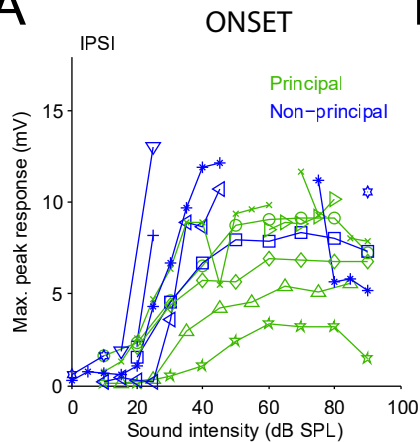 A
ONSET
IPSI
Principal
Non−principal
Max. peak response (mV)
15
10
5
0
0 20 40 60 80 100
Sound intensity (dB SPL)